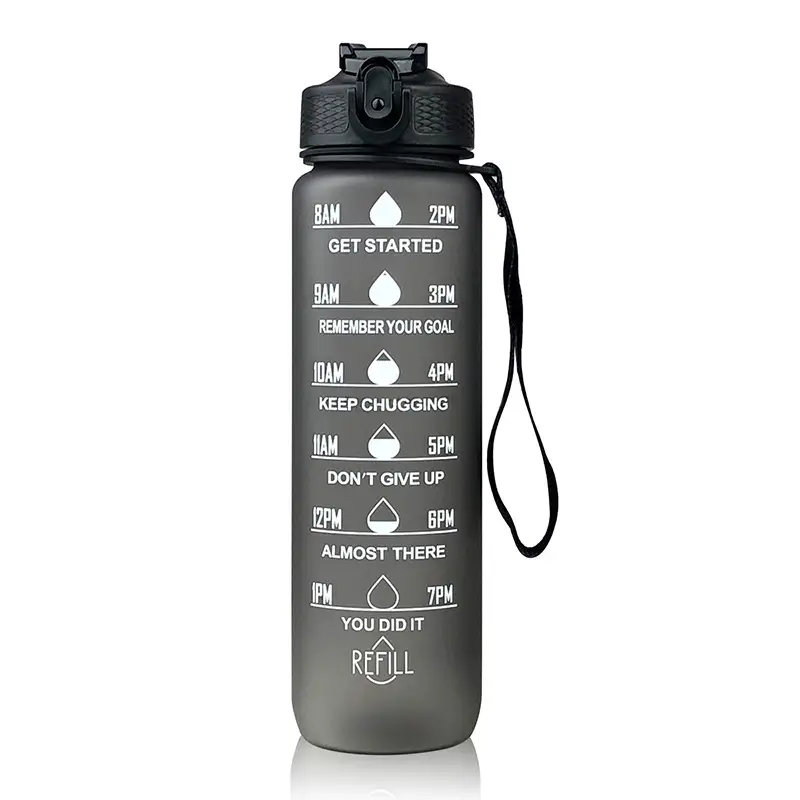 8AM 2PM
GET STARTED
9AM 3PM
REMEMBER YOUR GOAL
10AM 4PM
KEEP CHUGGING
11AM 5PM
DON'T GIVE UP
12PM 6PM
ALMOST THERE
1PM 7PM
YOU DID IT
REFILL